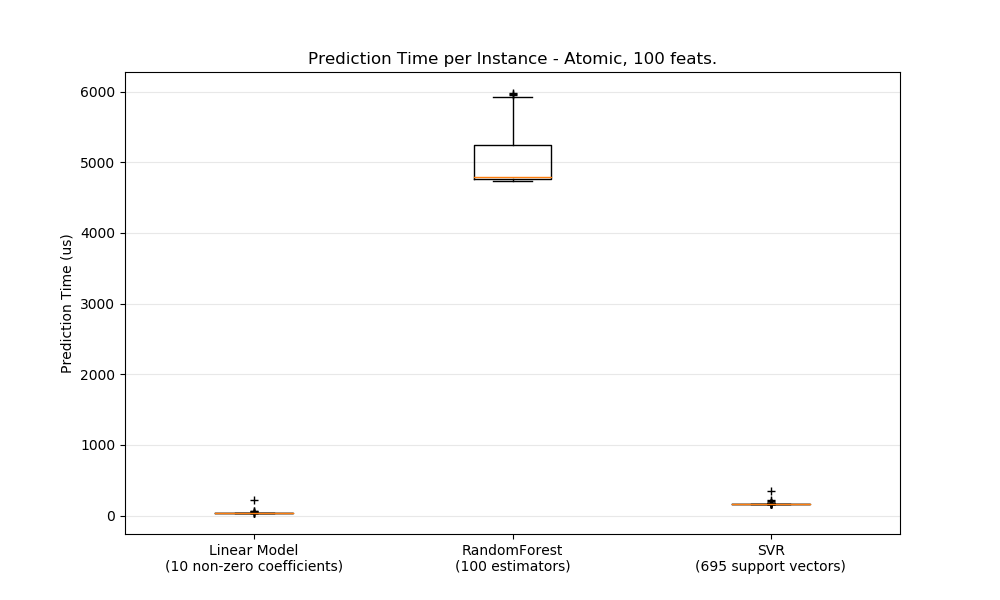 Prediction Time per Instance - Atomic, 100 feats.
Prediction Time (us)
6000
5000
4000
3000
2000
1000
0
Linear Model
(10 non-zero coefficients)
RandomForest
(100 estimators)
SVR
(695 support vectors)